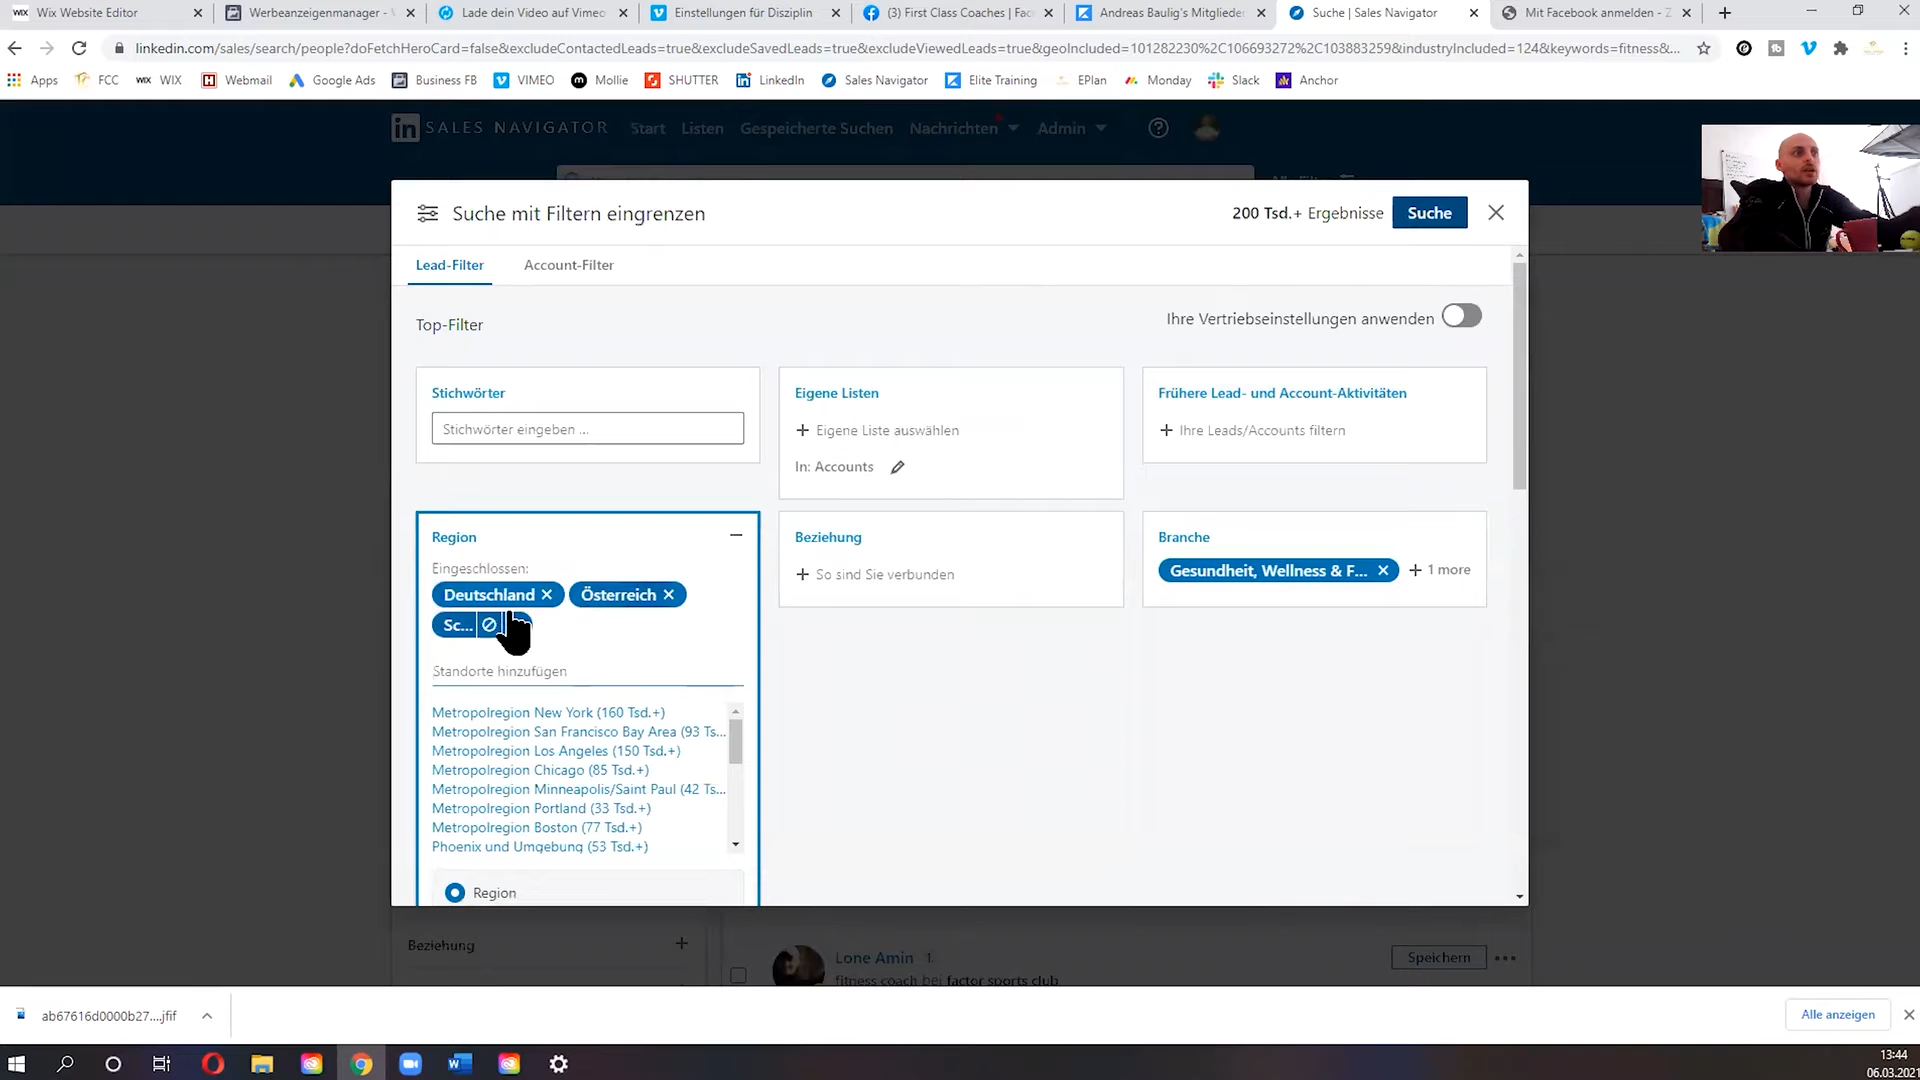 Wix Website Editor
Werbeanzeigenmanager -
Lade dein Video auf Vimeo
Einstellungen für Disziplin
(3) First Class Coaches | Fac
Andreas Baulig's Mitglieder
Suche | Sales Navigator
Mit Facebook anmelden - Z
linkedin.com/sales/search/people?doFetchHeroCard=false&excludeContactedLeads=true&excludeSavedLeads=true&excludeViewedLeads=true&geoIncluded=101282230%2C106693272%2C103883259&industryIncluded=124&keywords=fitness&...
Apps
FCC
WIX
Webmail
Google Ads
Business FB
VIMEO
Mollie
SHUTTER
LinkedIn
Sales Navigator
Elite Training
EPlan
Monday
Slack
Anchor
in SALES NAVIGATOR
Start
Listen
Gespeicherte Suchen
Nachrichten
Admin
Suche mit Filtern eingrenzen
200 Tsd.+ Ergebnisse
Suche
Lead-Filter
Account-Filter
Top-Filter
Ihre Vertriebseinstellungen anwenden
Stichwörter
Stichwörter eingeben ...
Eigene Listen
+ Eigene Liste auswählen
In: Accounts
Frühere Lead- und Account-Aktivitäten
+ Ihre Leads/Accounts filtern
Region
Eingeschlossen:
Deutschland
Österreich
Sc...
Standorte hinzufügen
Metropolregion New York (160 Tsd.+)
Metropolregion San Francisco Bay Area (93 Ts...
Metropolregion Los Angeles (150 Tsd.+)
Metropolregion Chicago (85 Tsd.+)
Metropolregion Minneapolis/Saint Paul (42 Ts...
Metropolregion Portland (33 Tsd.+)
Metropolregion Boston (77 Tsd.+)
Phoenix und Umgebung (53 Tsd.+)
Region
Beziehung
+ So sind Sie verbunden
Branche
Gesundheit, Wellness & F...
+ 1 more
Beziehung
Lone Amin 1.
fitness coach bei factor sports club
Speichern
ab67616d0000b27....jfif
Alle anzeigen
13:44
06.03.2021